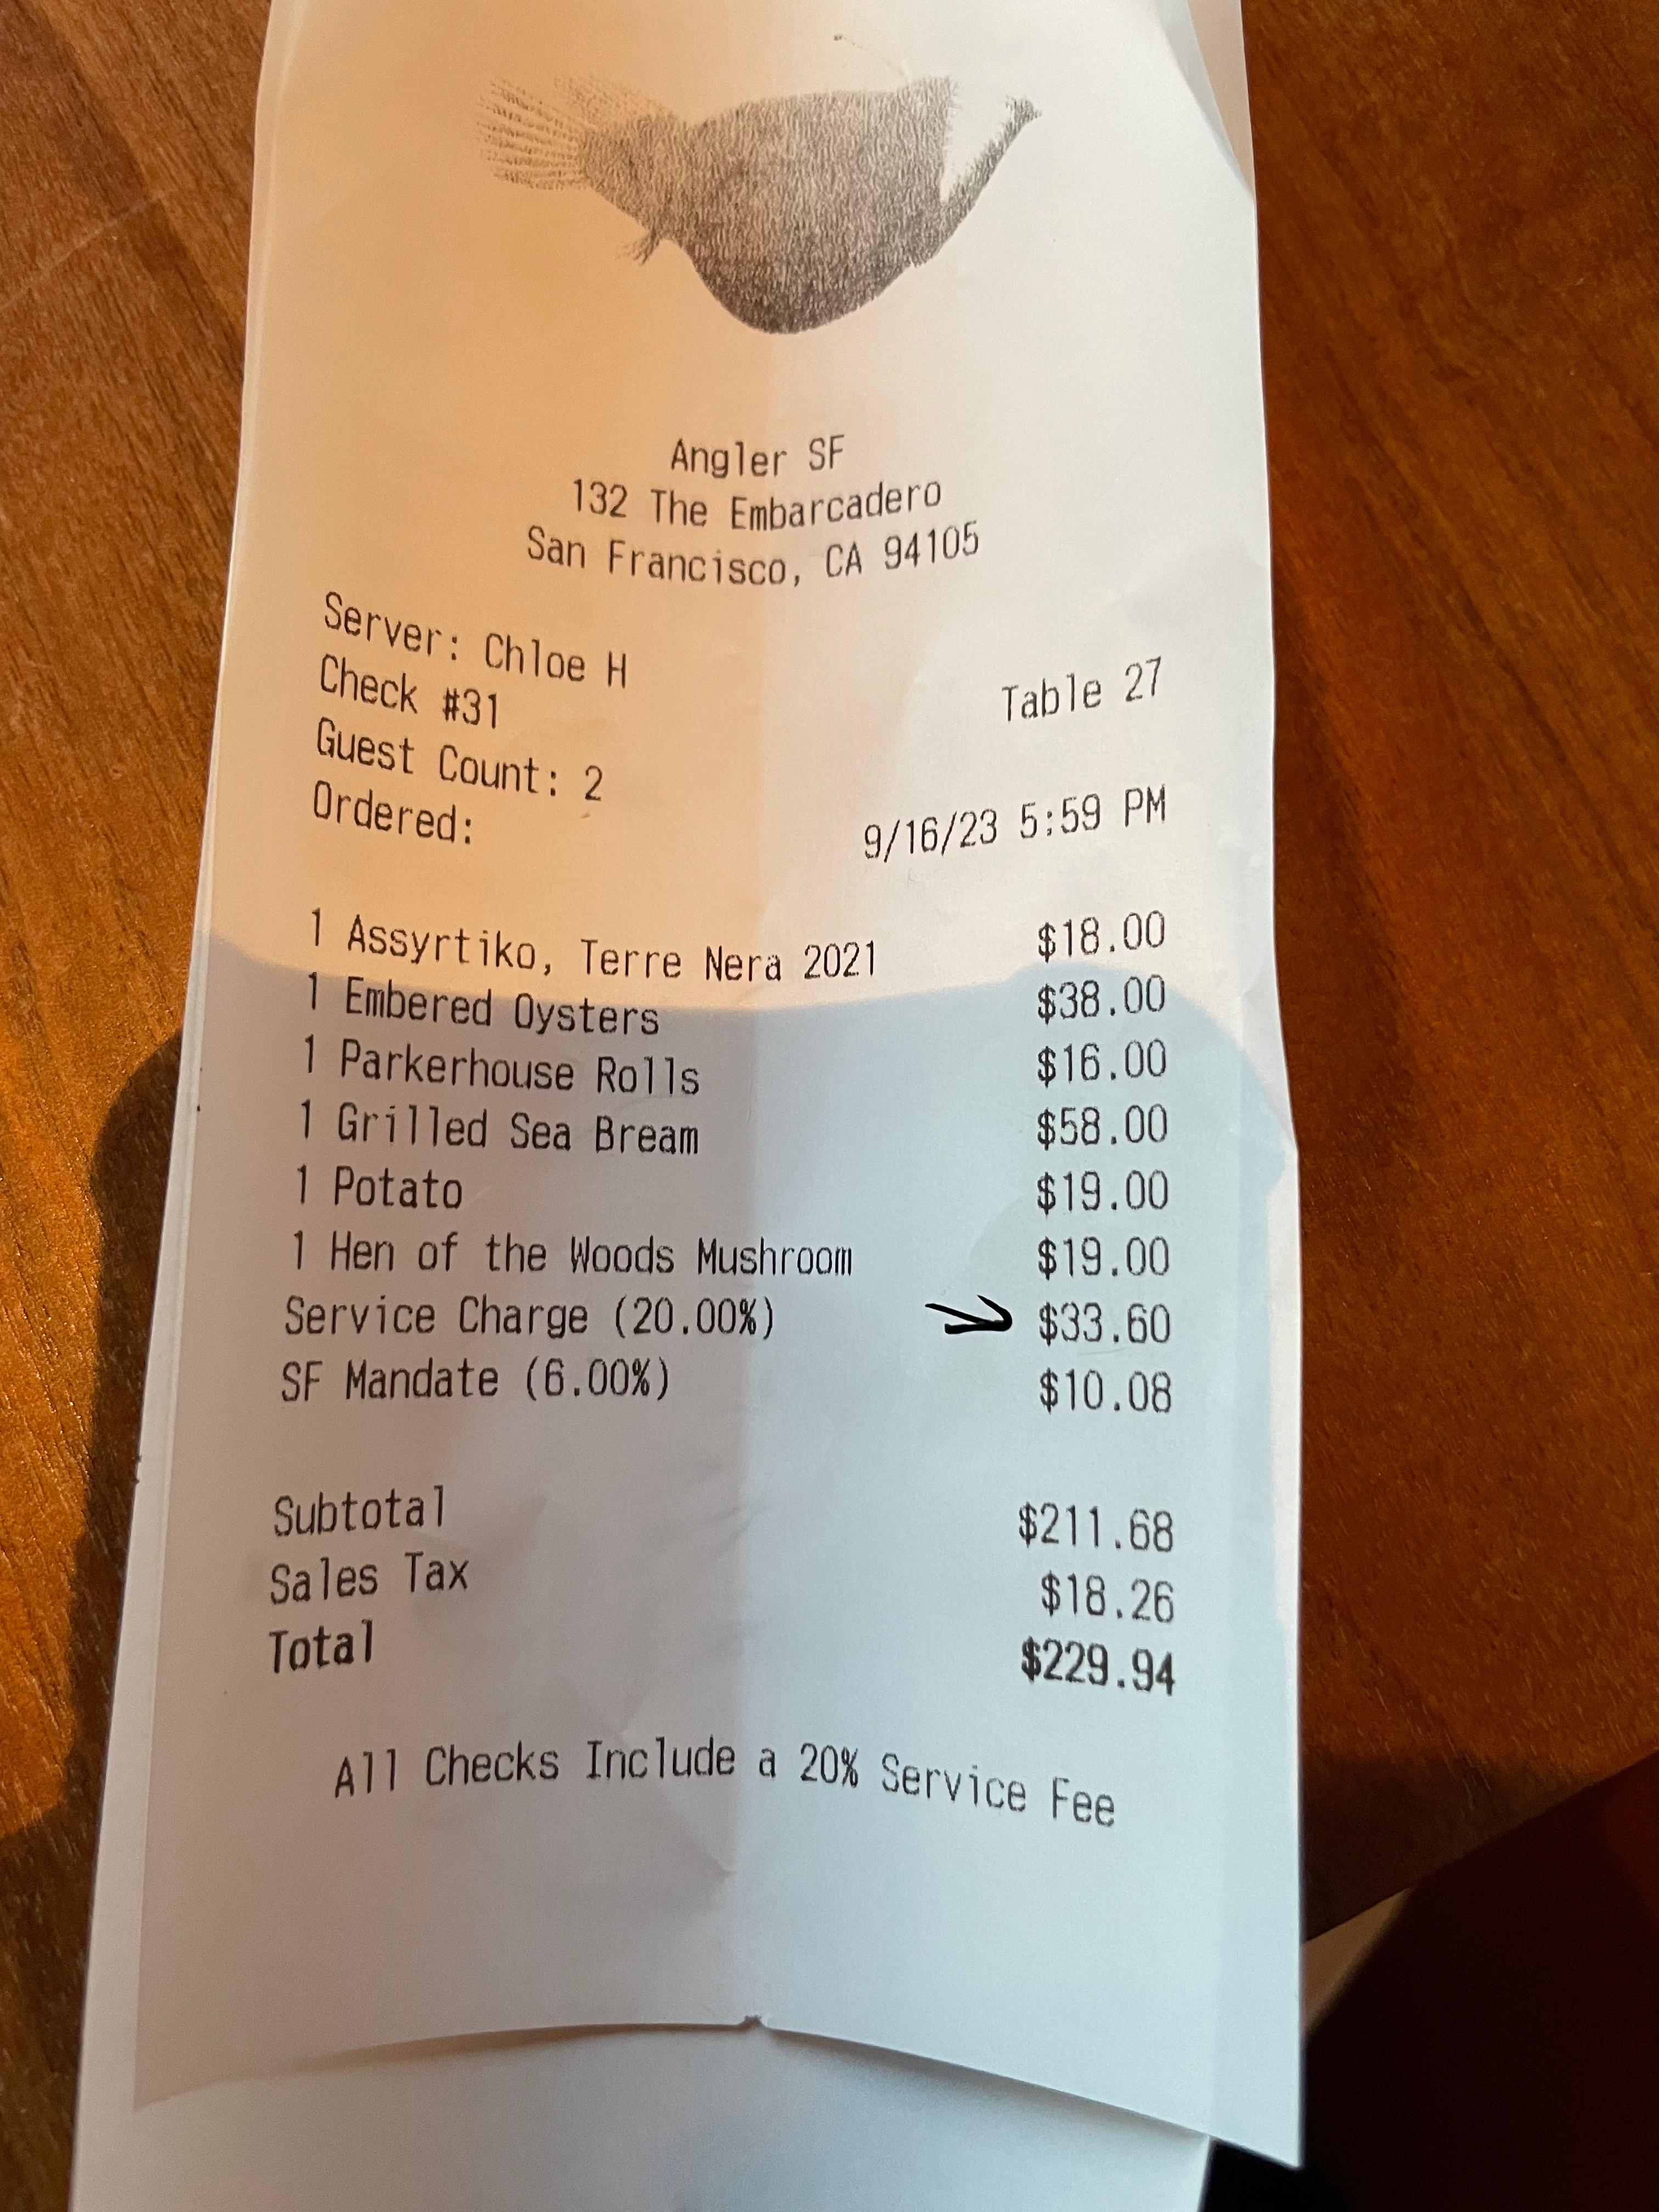 Angler SF
132 The Embarcadero
San Francisco, CA 94105
Server: Chloe H
Check #31 Table 27
Guest Count: 2
Ordered: 9/16/23 5:59 PM
1 Assyrtiko, Terre Nera 2021 $18.00
1 Embered Oysters $38.00
1 Parkerhouse Rolls $16.00
1 Grilled Sea Bream $58.00
1 Potato $19.00
1 Hen of the Woods Mushroom $19.00
Service Charge (20.00%) $33.60
SF Mandate (6.00%) $10.08
Subtotal $211.68
Sales Tax $18.26
Total $229.94
All Checks Include a 20% Service Fee